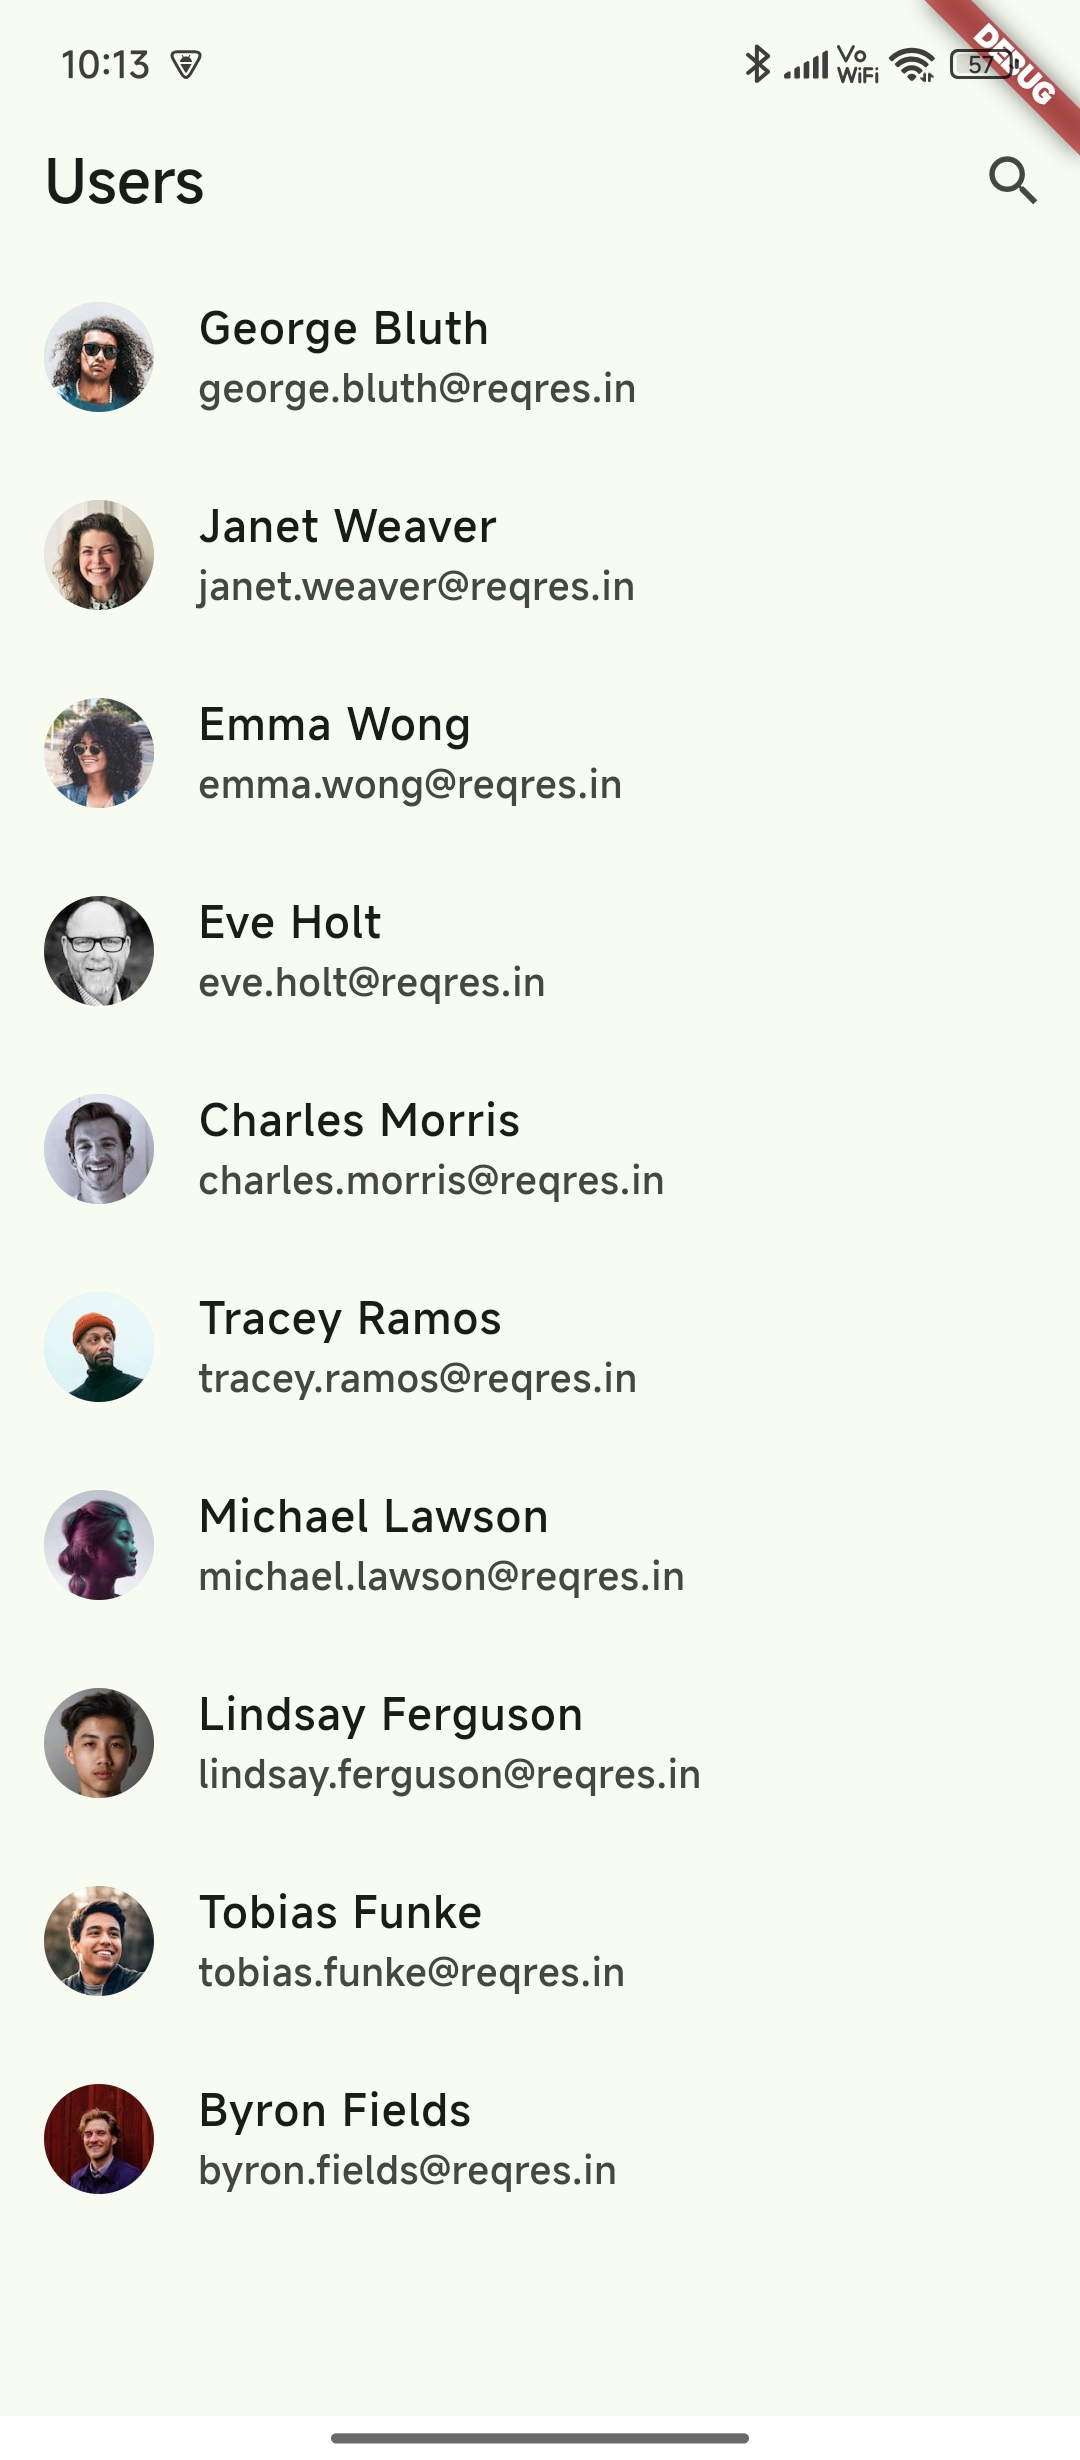 10:13
Vo
WiFi
57
DEBUG
Users
George Bluth
george.bluth@reqres.in
Janet Weaver
janet.weaver@reqres.in
Emma Wong
emma.wong@reqres.in
Eve Holt
eve.holt@reqres.in
Charles Morris
charles.morris@reqres.in
Tracey Ramos
tracey.ramos@reqres.in
Michael Lawson
michael.lawson@reqres.in
Lindsay Ferguson
lindsay.ferguson@reqres.in
Tobias Funke
tobias.funke@reqres.in
Byron Fields
byron.fields@reqres.in